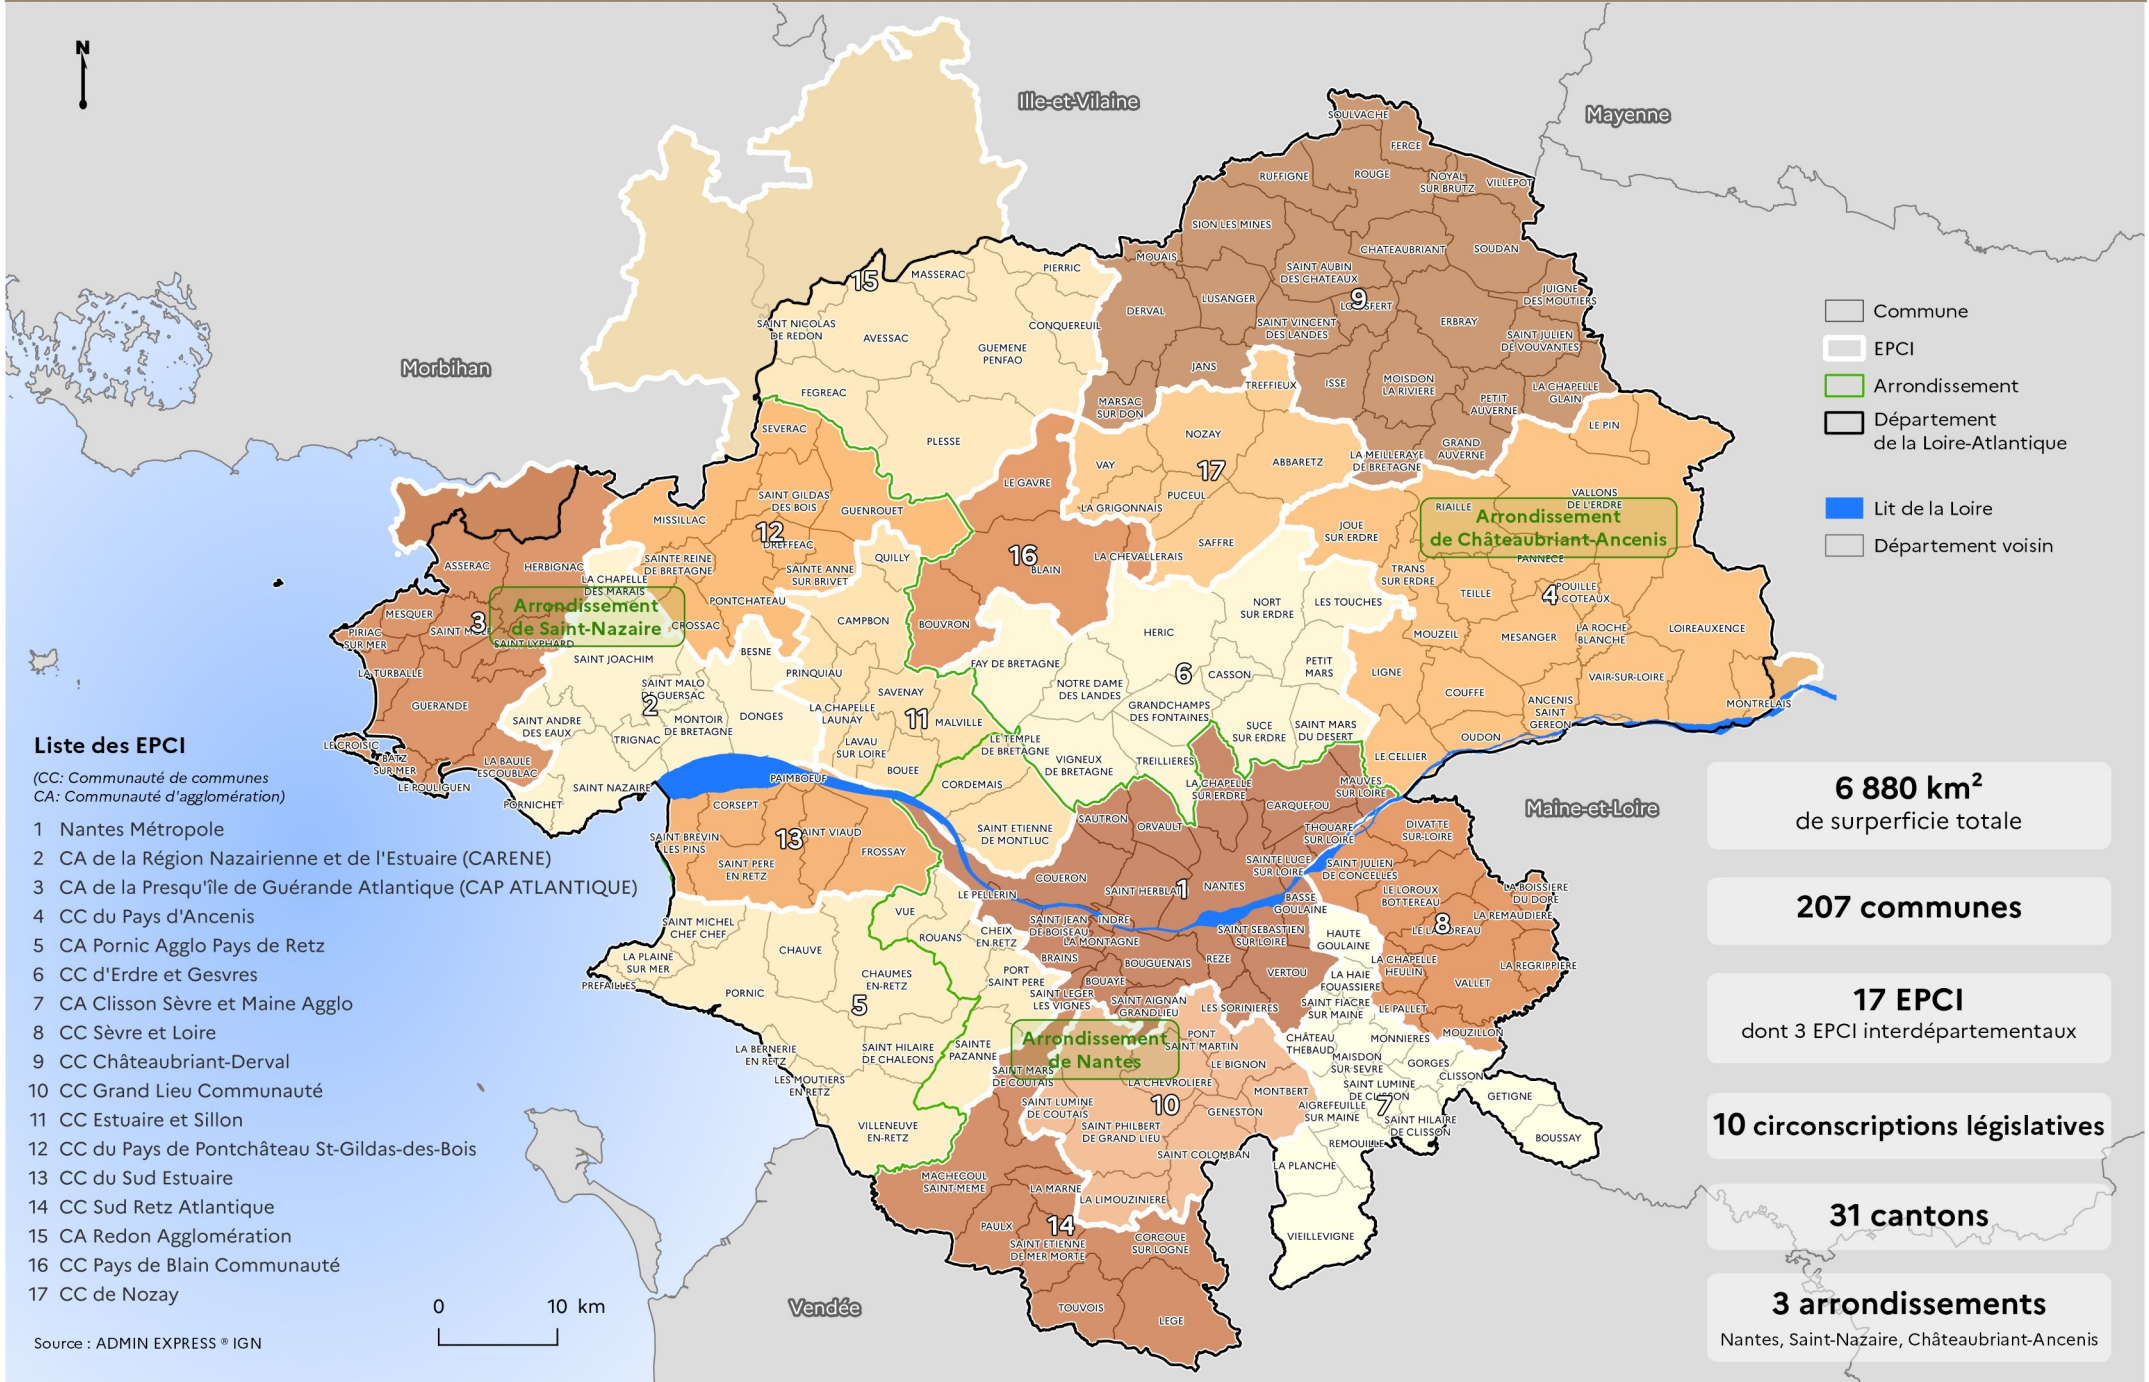 N
Ille-et-Vilaine
Mayenne
Morbihan
Maine-et-Loire
Vendée
SOULVACHE
FERCE
RUFFIGNE
ROUGE
NOYAL
SUR BRUTZ
VILLEPOT
SION LES MINES
CHATEAUBRIANT
SOUDAN
MOUAIS
SAINT AUBIN
DES CHATEAUX
9
JUIGNE
DES MOUTIERS
DERVAL
LUSANGER
SAINT VINCENT
DES LANDES
ERBRAY
SAINT JULIEN
DE VOUVANTES
JANS
TREFFIEUX
ISSE
MOISDON
LA RIVIERE
PETIT
AUVERNE
LA CHAPELLE
GLAIN
MARSAC
SUR DON
GRAND
AUVERNE
LA MEILLERAYE
DE BRETAGNE
15
MASSERAC
PIERRIC
SAINT NICOLAS
DE REDON
AVESSAC
CONQUEREUIL
GUEMENE
PENFAO
FEGREAC
PLESSE
SEVERAC
NOZAY
VAY
17
ABBARETZ
PUCEUL
LA GRIGONNAIS
SAFFRE
LE PIN
VALLONS
DE L'ERDRE
RIAILLE
Arrondissement
de Châteaubriant-Ancenis
JOUE
SUR ERDRE
PANNECE
TRANS
SUR ERDRE
TEILLE
4
POUILLE
COTEAUX
MOUZEIL
MESANGER
LA ROCHE
BLANCHE
LOIREAUXENCE
LIGNE
COUFFE
VAIR-SUR-LOIRE
ANCENIS
SAINT
GEREON
MONTRELAIS
OUDON
LE CELLIER
LE GAVRE
16
BLAIN
LA CHEVALLERAIS
BOUVRON
MISSILLAC
SAINT GILDAS
DES BOIS
GUENROUET
12
DREFFEAC
SAINTE REINE
DE BRETAGNE
SAINTE ANNE
SUR BRIVET
QUILLY
PONTCHATEAU
CROSSAC
ASSERAC
HERBIGNAC
LA CHAPELLE
DES MARAIS
Arrondissement
de Saint-Nazaire
MESQUER
3
PIRIAC
SUR MER
SAINT LYPHARD
LA TURBALLE
GUERANDE
LE CROISIC
BATZ
SUR MER
LE POULIGUEN
LA BAULE
ESCOUBLAC
PORNICHET
SAINT JOACHIM
BESNE
SAINT MALO
DE GUERSAC
2
SAINT ANDRE
DES EAUX
TRIGNAC
MONTOIR
DE BRETAGNE
DONGES
SAINT NAZAIRE
CAMPBON
PRINQUIAU
SAVENAY
LA CHAPELLE
LAUNAY
11
MALVILLE
LAVAU
SUR LOIRE
BOUEE
CORDEMAIS
LE TEMPLE
DE BRETAGNE
SAINT ETIENNE
DE MONTLUC
NORT
SUR ERDRE
LES TOUCHES
HERIC
FAY DE BRETAGNE
6
CASSON
PETIT
MARS
NOTRE DAME
DES LANDES
GRANDCHAMPS
DES FONTAINES
SUCE
SUR ERDRE
SAINT MARS
DU DESERT
VIGNEUX
DE BRETAGNE
TREILLIERES
LA CHAPELLE
SUR ERDRE
MAUVES
SUR LOIRE
CARQUEFOU
SAUTRON
ORVAULT
THOUARE
SUR LOIRE
SAINTE LUCE
SUR LOIRE
COUERON
1
NANTES
BASSE
GOULAINE
LE PELLERIN
SAINT JEAN
DE BOISEAU
INDRE
LA MONTAGNE
SAINT SEBASTIEN
SUR LOIRE
BRAINS
BOUGUENAIS
REZE
VERTOU
BOUAYE
SAINT LEGER
LES VIGNES
SAINT AIGNAN
GRANDLIEU
LES SORINIERES
PAIMBOEUF
CORSEPT
SAINT BREVIN
LES PINS
13
SAINT PERE
EN RETZ
FROSSAY
SAINT MICHEL
CHEF CHEF
VUE
ROUANS
CHEIX
EN RETZ
LA PLAINE
SUR MER
CHAUVE
PREFAILLES
PORNIC
CHAUMES
EN-RETZ
PORT
SAINT PERE
5
LA BERNERIE
EN RETZ
SAINT HILAIRE
DE CHALEONS
SAINTE
PAZANNE
LES MOUTIERS
EN RETZ
VILLENEUVE
EN-RETZ
Arrondissement
de Nantes
SAINT MARS
DE COUTAIS
PONT
SAINT MARTIN
LE BIGNON
LA CHEVROLIERE
MONTBERT
SAINT LUMINE
DE COUTAIS
10
GENESTON
SAINT PHILBERT
DE GRAND LIEU
SAINT COLOMBAN
LA LIMOUZINIERE
MACHECOUL
SAINT-MEME
LA MARNE
PAULX
14
SAINT ETIENNE
DE MER MORTE
CORCOUE
SUR LOGNE
TOUVOIS
LEGE
DIVATTE
SUR-LOIRE
SAINT JULIEN
DE CONCELLES
LE LOROUX
BOTTEREAU
LA BOISSIERE
DU DORE
LA REMAUDIERE
8
LA CHAPELLE
HEULIN
LA REGRIPPIERE
VALLET
LE PALLET
MOUZILLON
HAUTE
GOULAINE
LA HAIE
FOUASSIERE
SAINT FIACRE
SUR MAINE
CHÂTEAU
THEBAUD
MONNIERES
MAISDON
SUR SEVRE
GORGES
CLISSON
SAINT LUMINE
DE CLISSON
GETIGNE
AIGREFEUILLE
SUR MAINE
7
SAINT HILAIRE
DE CLISSON
BOUSSAY
REMOUILLE
LA PLANCHE
VIEILLEVIGNE
Commune
EPCI
Arrondissement
Département
de la Loire-Atlantique
Lit de la Loire
Département voisin
6 880 km²
de surperficie totale
207 communes
17 EPCI
dont 3 EPCI interdépartementaux
10 circonscriptions législatives
31 cantons
3 arrondissements
Nantes, Saint-Nazaire, Châteaubriant-Ancenis
Liste des EPCI
(CC: Communauté de communes
CA: Communauté d'agglomération)
1 Nantes Métropole
2 CA de la Région Nazairienne et de l'Estuaire (CARENE)
3 CA de la Presqu'île de Guérande Atlantique (CAP ATLANTIQUE)
4 CC du Pays d'Ancenis
5 CA Pornic Agglo Pays de Retz
6 CC d'Erdre et Gesvres
7 CA Clisson Sèvre et Maine Agglo
8 CC Sèvre et Loire
9 CC Châteaubriant-Derval
10 CC Grand Lieu Communauté
11 CC Estuaire et Sillon
12 CC du Pays de Pontchâteau St-Gildas-des-Bois
13 CC du Sud Estuaire
14 CC Sud Retz Atlantique
15 CA Redon Agglomération
16 CC Pays de Blain Communauté
17 CC de Nozay
Source : ADMIN EXPRESS ® IGN
0 10 km